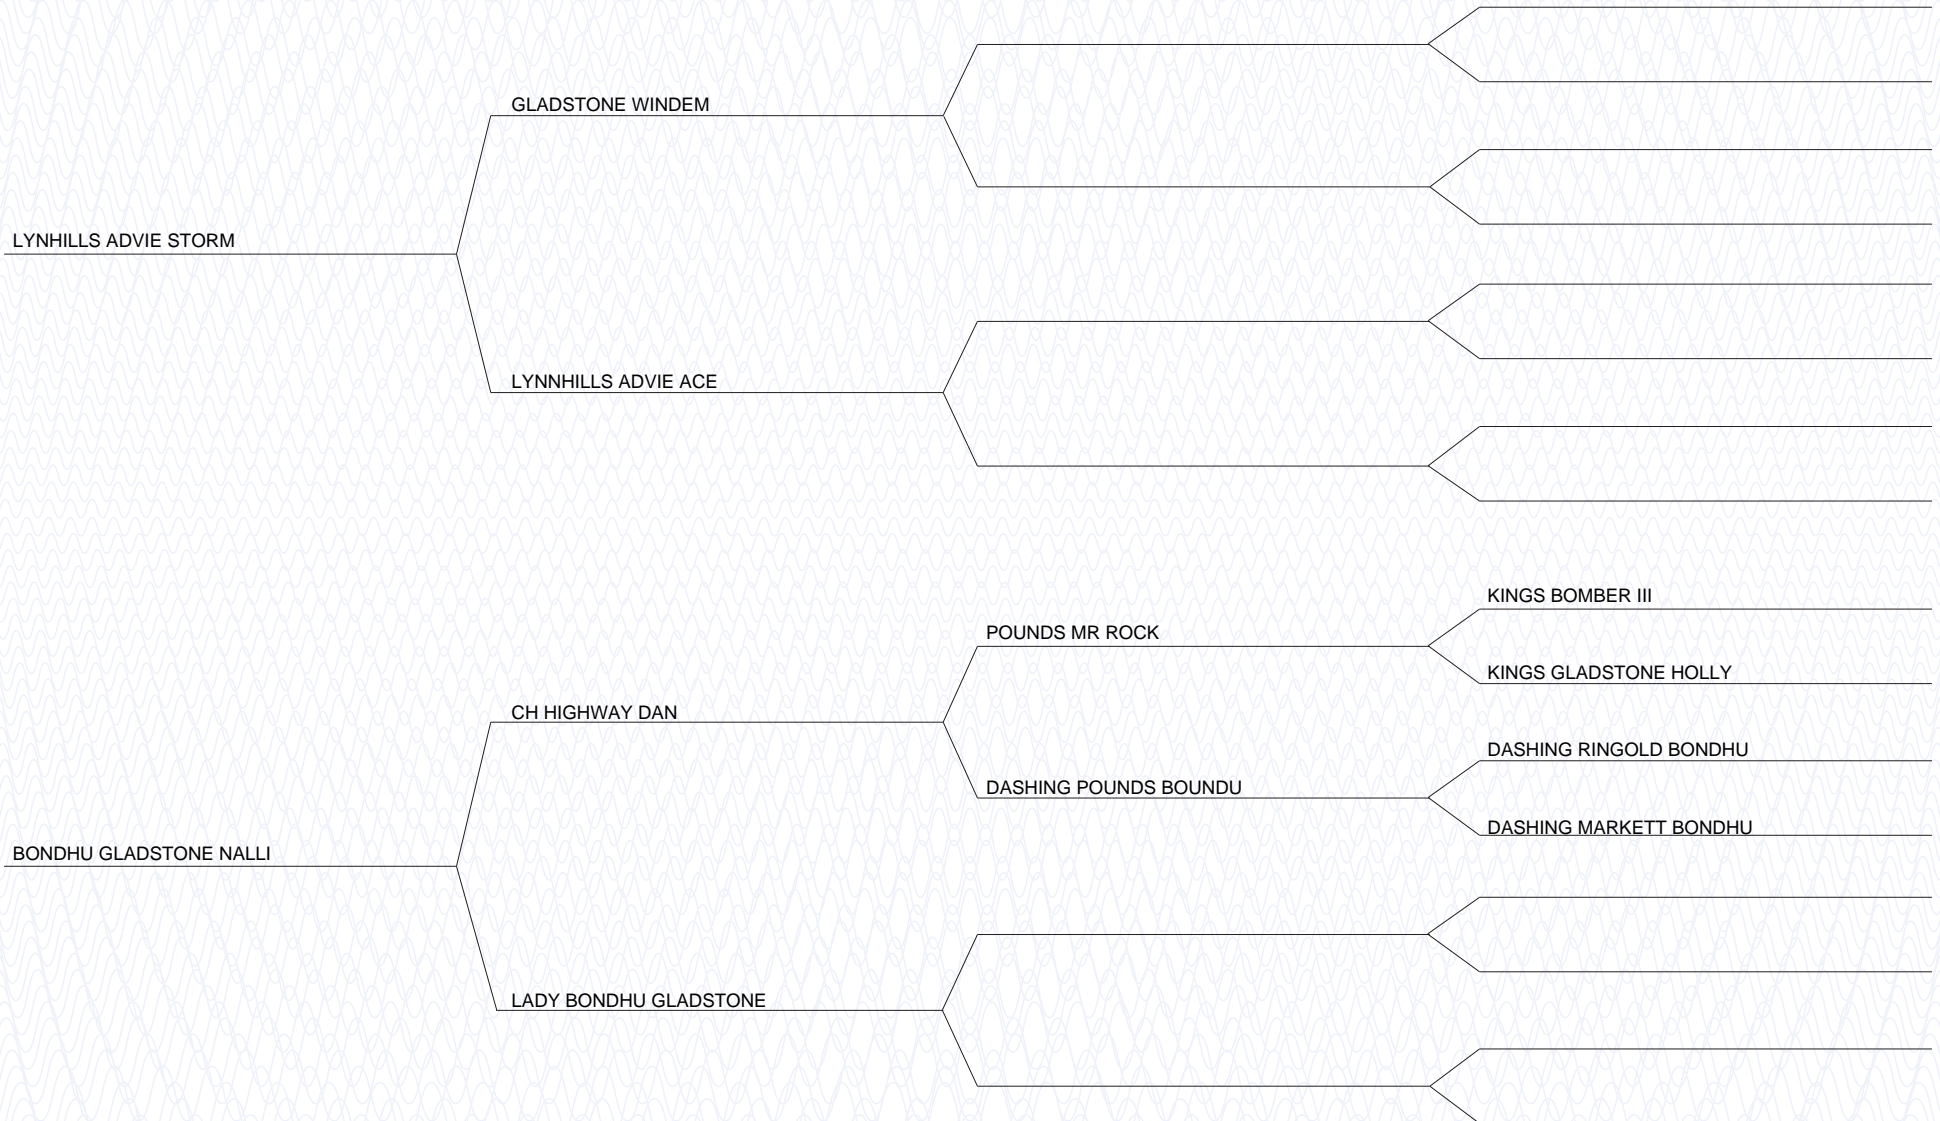 GLADSTONE WINDEM
LYNHILLS ADVIE STORM
LYNNHILLS ADVIE ACE
KINGS BOMBER III
POUNDS MR ROCK
KINGS GLADSTONE HOLLY
CH HIGHWAY DAN
DASHING RINGOLD BONDHU
DASHING POUNDS BOUNDU
DASHING MARKETT BONDHU
BONDHU GLADSTONE NALLI
LADY BONDHU GLADSTONE